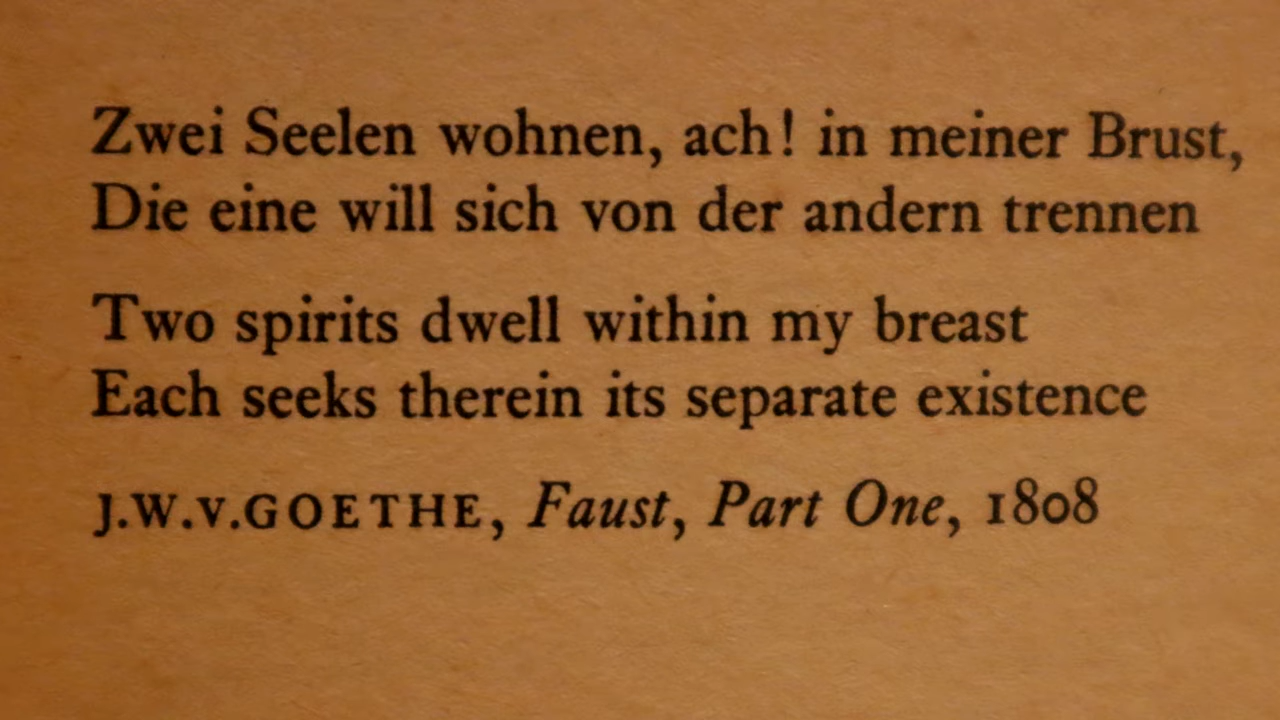 Zwei Seelen wohnen, ach! in meiner Brust,
Die eine will sich von der andern trennen
Two spirits dwell within my breast
Each seeks therein its separate existence
J.W.v.GOETHE, Faust, Part One, 1808